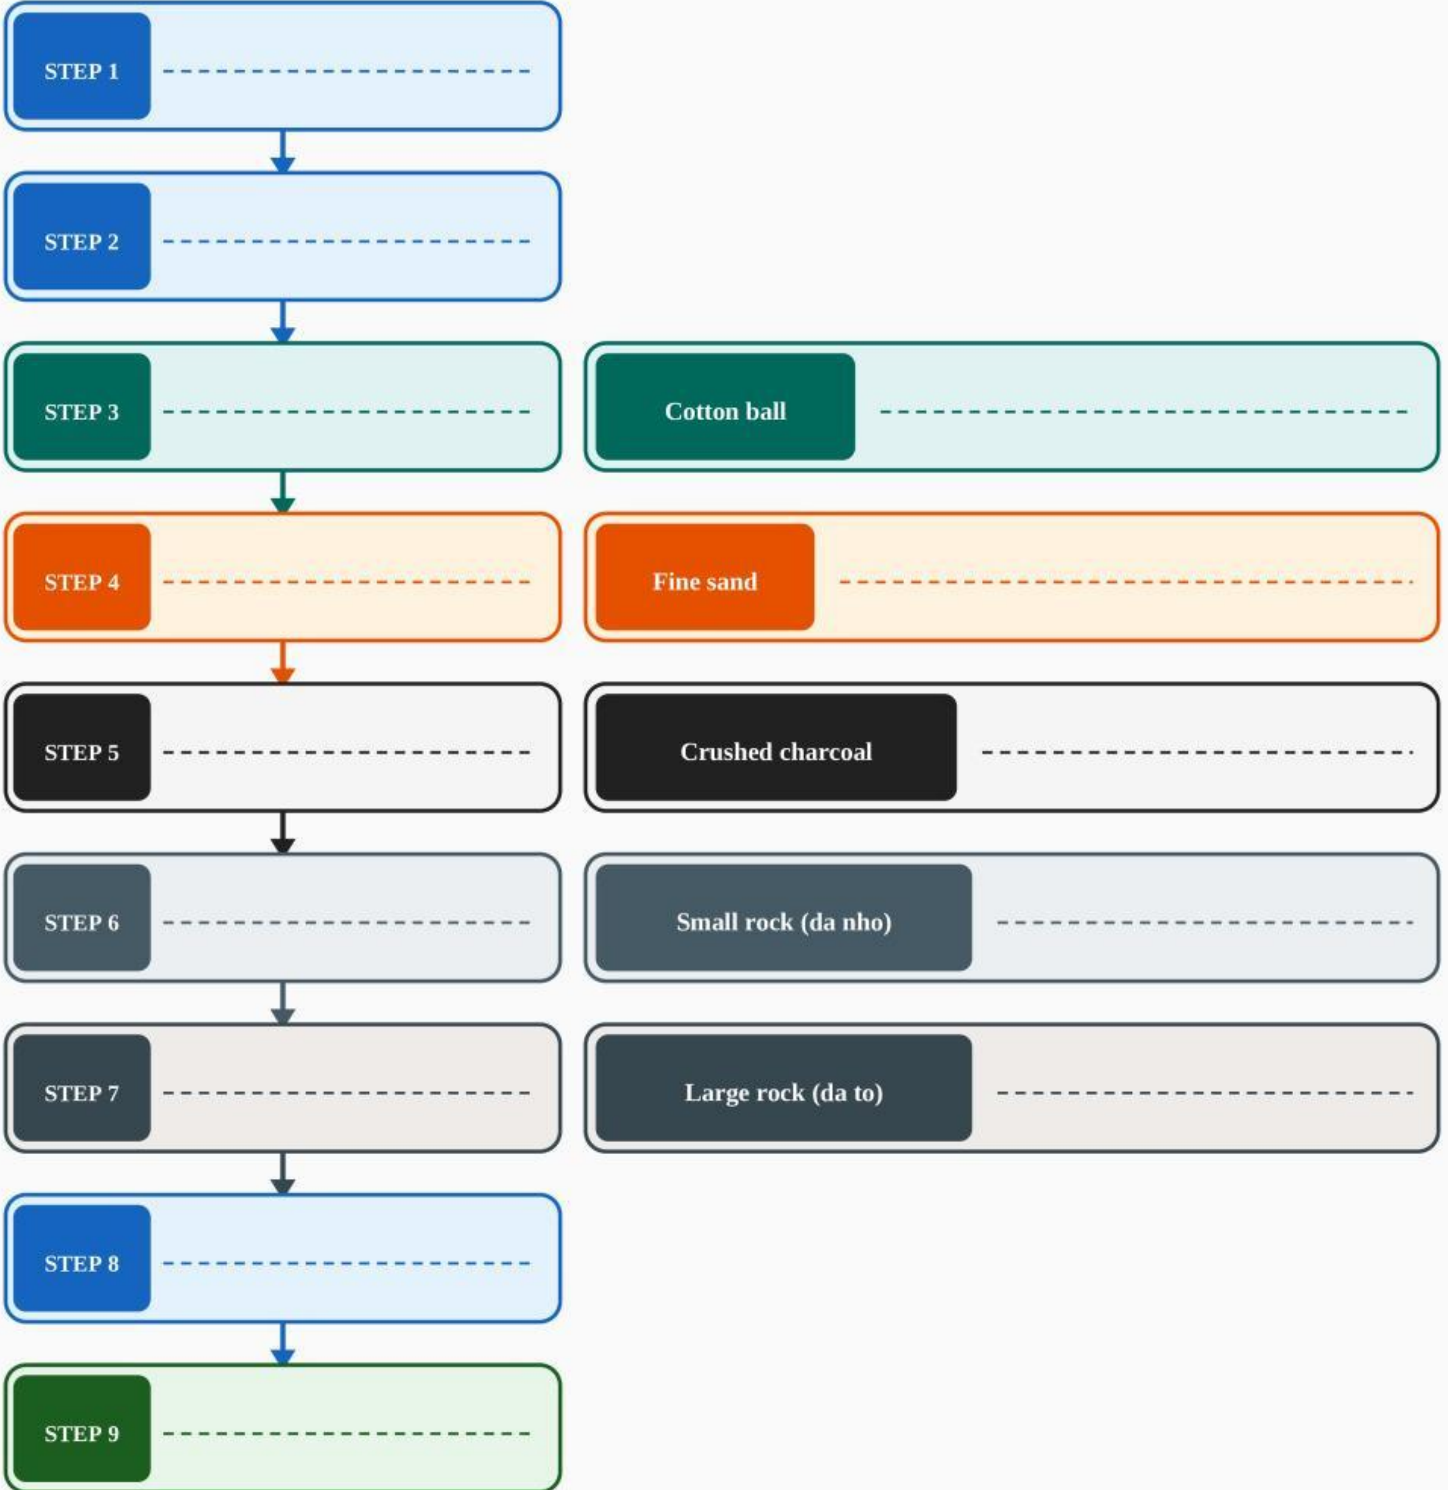 STEP 1
STEP 2
STEP 3
Cotton ball
STEP 4
Fine sand
STEP 5
Crushed charcoal
STEP 6
Small rock (da nho)
STEP 7
Large rock (da to)
STEP 8
STEP 9